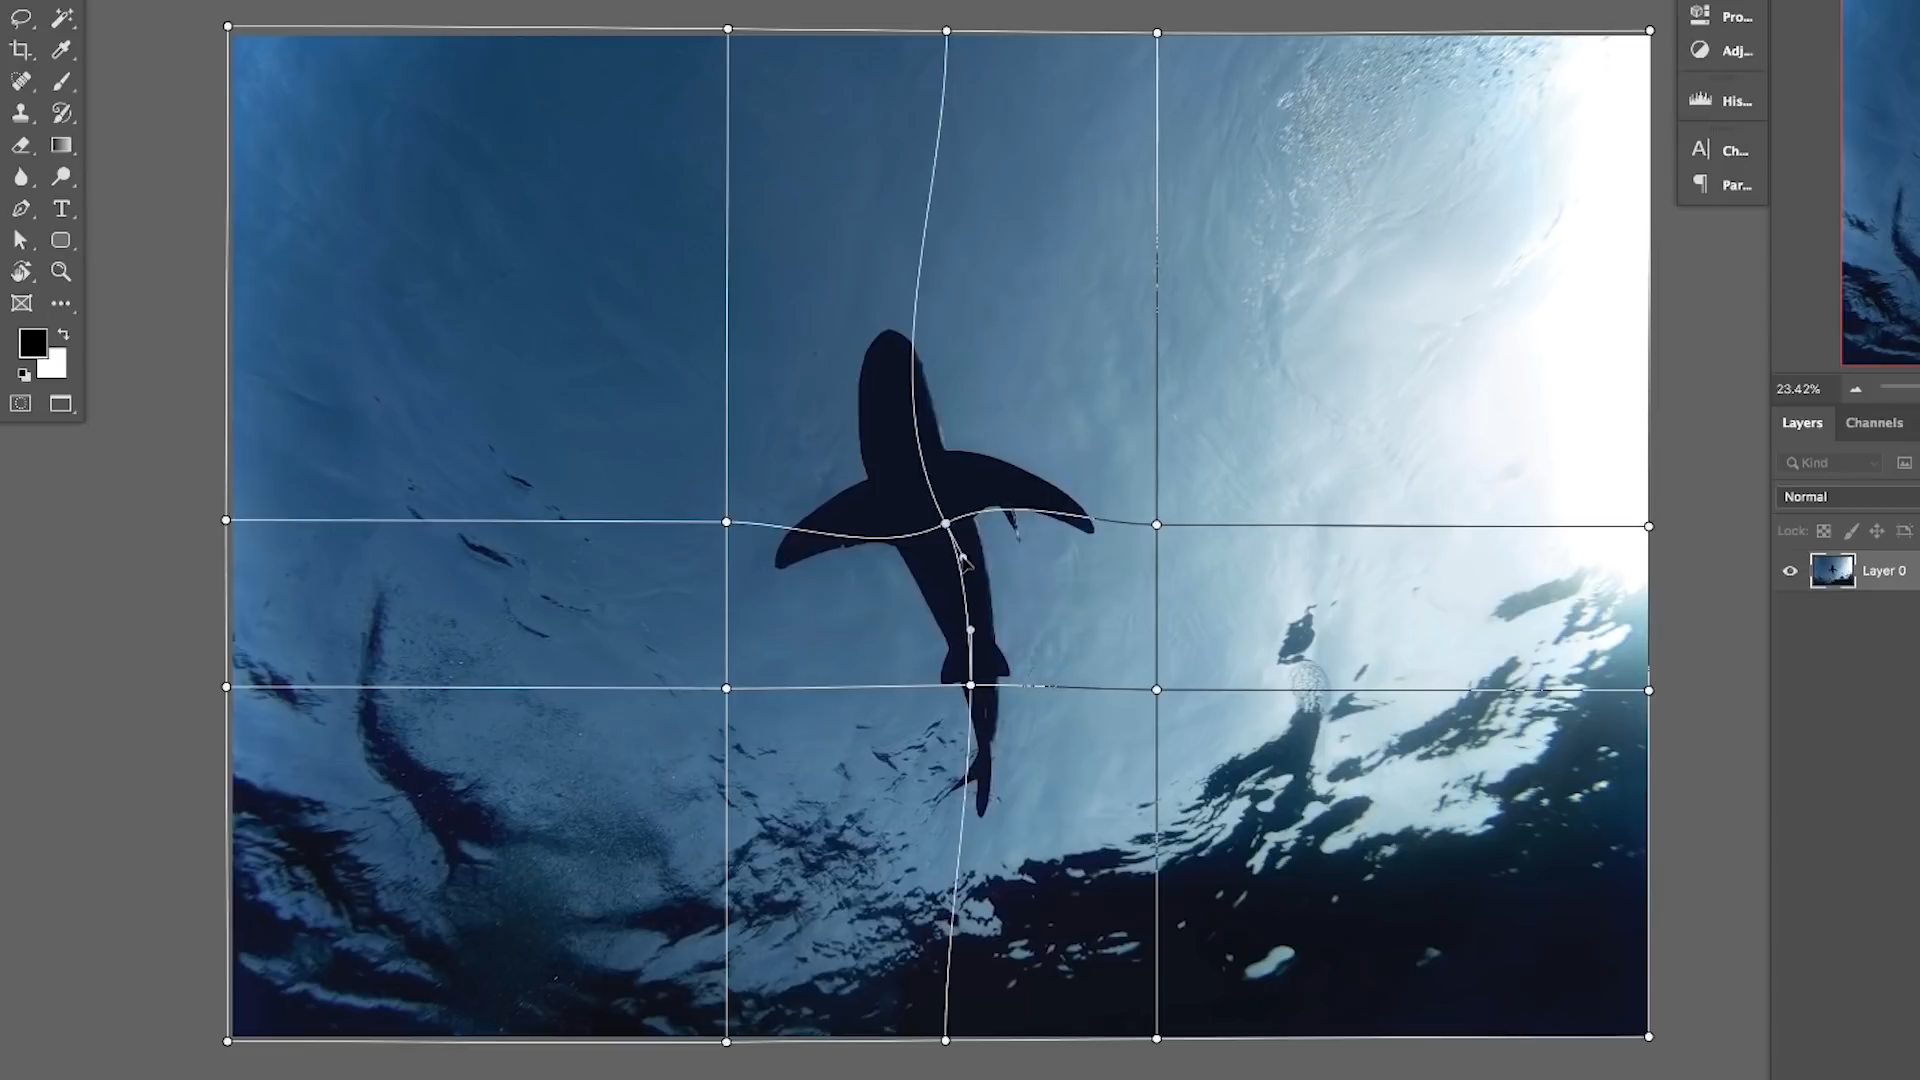 Pro...
Adj...
His...
A| Ch...
Par...
T
23.42%
Layers Channels
Kind
Normal
Lock:
Layer 0